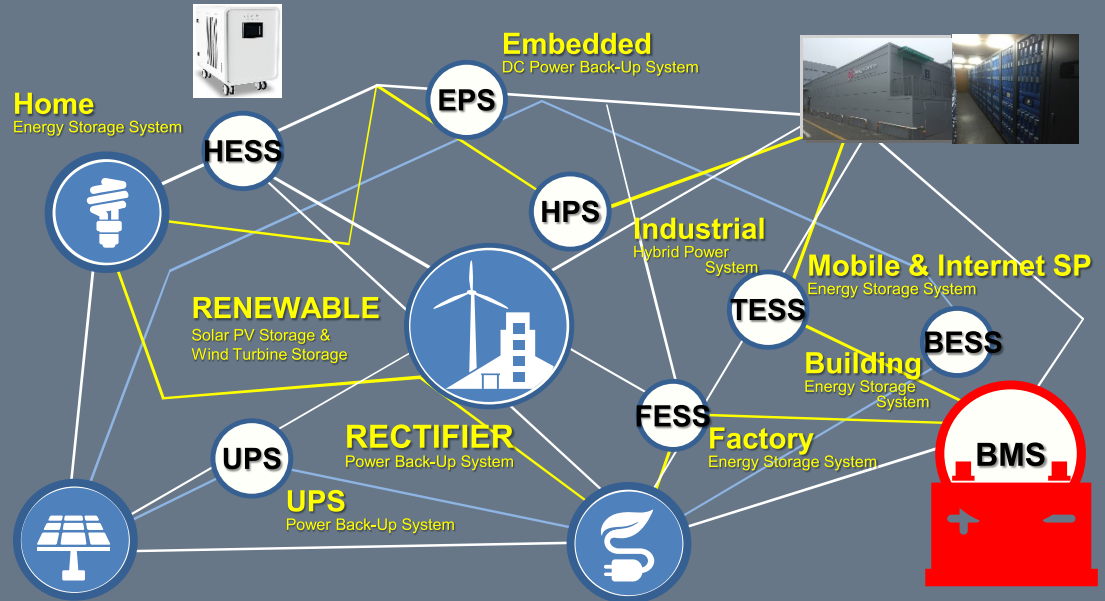 Embedded
DC Power Back-Up System
EPS
Home
Energy Storage System
HESS
HPS
Industrial
Hybrid Power
System
Mobile & Internet SP
Energy Storage System
TESS
RENEWABLE
Solar PV Storage &
Wind Turbine Storage
BESS
Building
Energy Storage
System
FESS
Factory
Energy Storage System
RECTIFIER
Power Back-Up System
UPS
UPS
Power Back-Up System
BMS